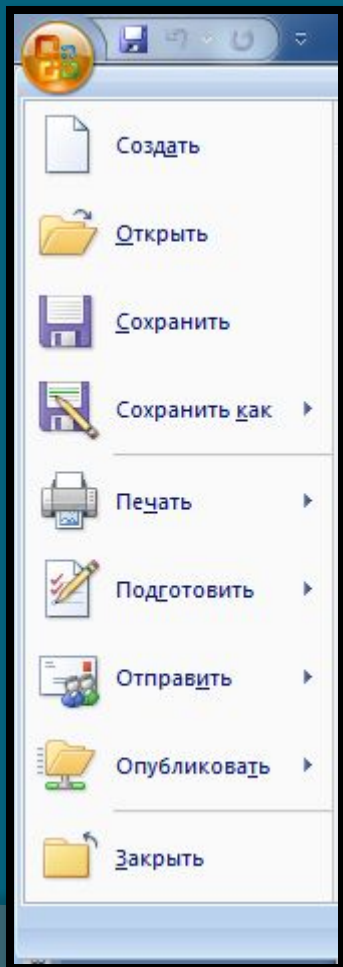 Создать
Открыть
Сохранить
Сохранить как
Печать
Подготовить
Отправить
Опубликовать
Закрыть